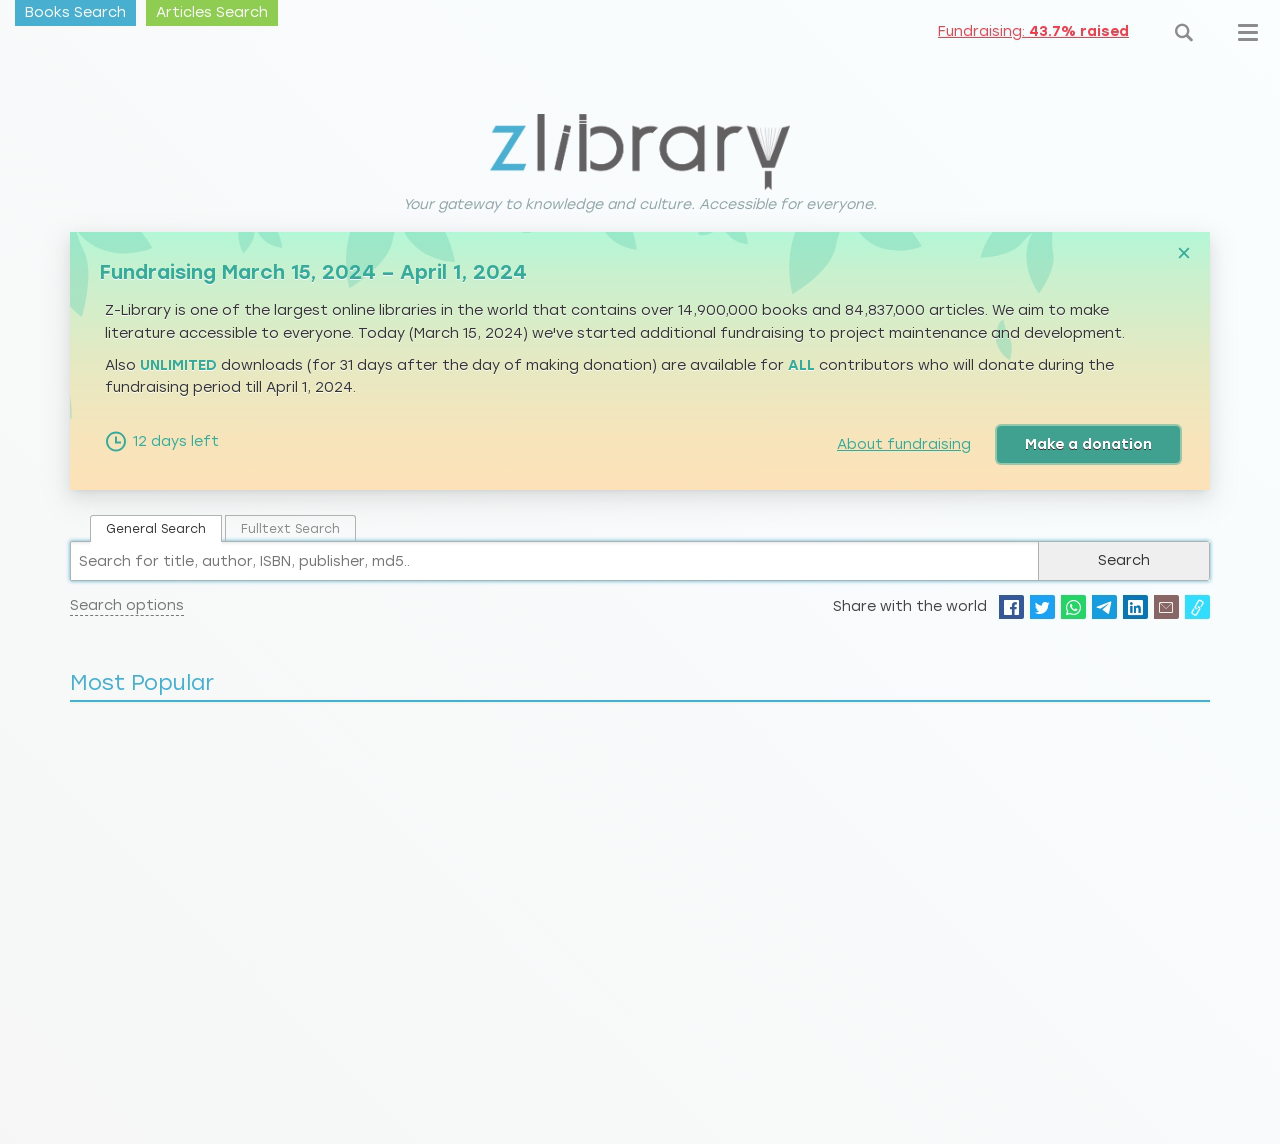 Books Search
Articles Search
Fundraising: 43.7% raised
zlibrary
Your gateway to knowledge and culture. Accessible for everyone.
Fundraising March 15, 2024 – April 1, 2024
Z-Library is one of the largest online libraries in the world that contains over 14,900,000 books and 84,837,000 articles. We aim to make
literature accessible to everyone. Today (March 15, 2024) we've started additional fundraising to project maintenance and development.
Also UNLIMITED downloads (for 31 days after the day of making donation) are available for ALL contributors who will donate during the
fundraising period till April 1, 2024.
12 days left
About fundraising
Make a donation
General Search
Fulltext Search
Search for title, author, ISBN, publisher, md5..
Search
Search options
Share with the world
Most Popular